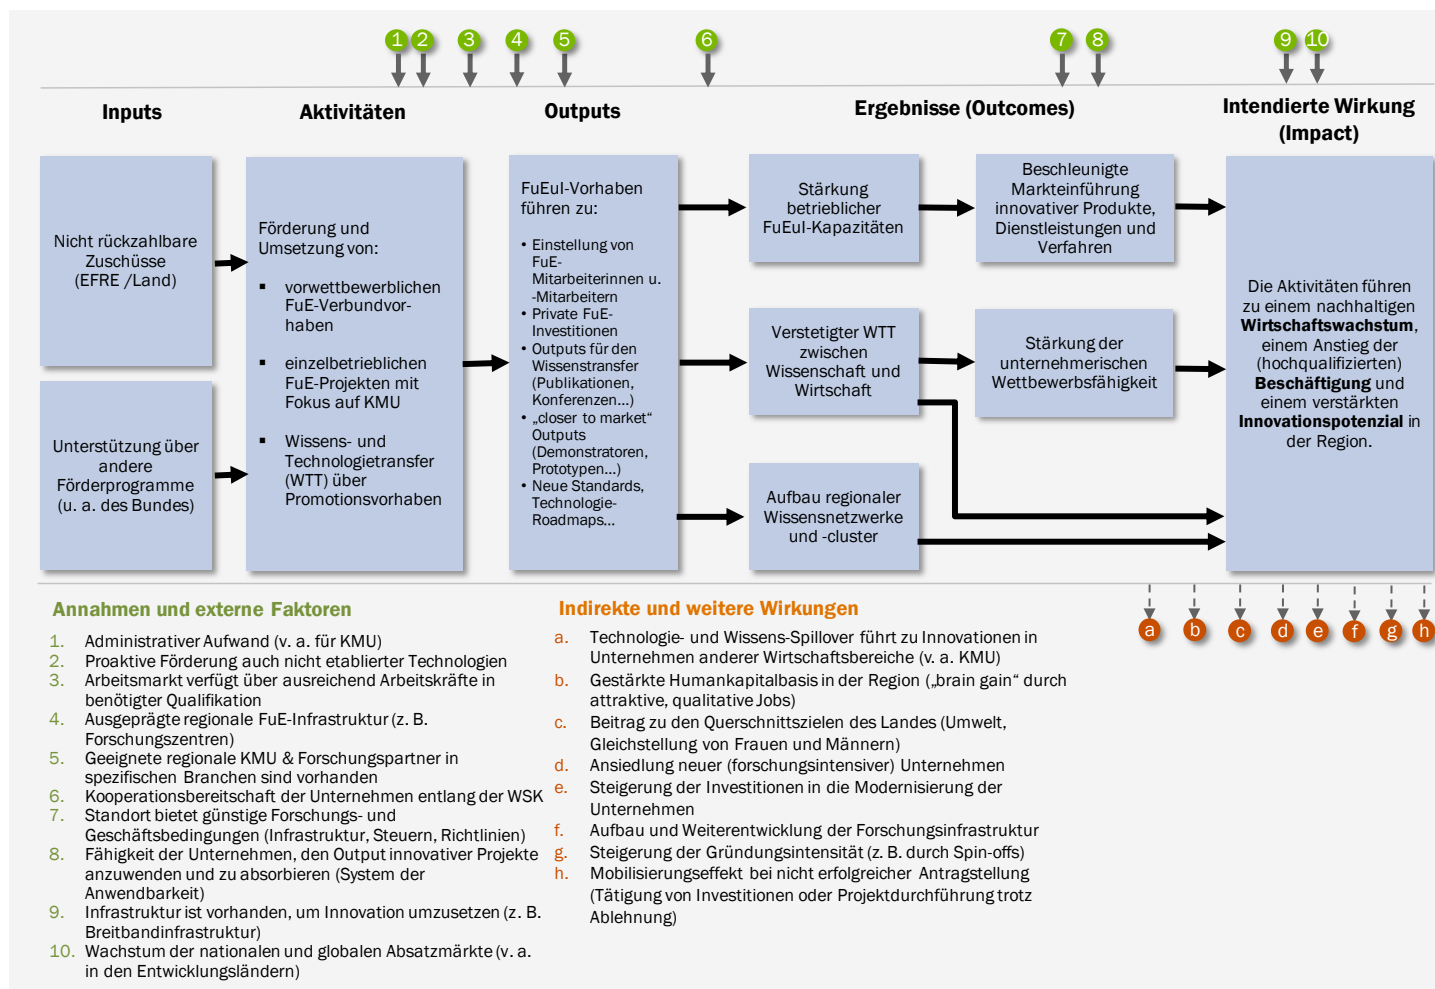 1 2 3 4 5 6 7 8 9 10
Inputs
Aktivitäten
Outputs
Ergebnisse (Outcomes)
Intendierte Wirkung
(Impact)
Nicht rückzahlbare
Zuschüsse
(EFRE /Land)
Unterstützung über
andere
Förderprogramme
(u. a. des Bundes)
Förderung und
Umsetzung von:
▪ vorwettbewerblichen
FuE-Verbundvor-
haben
▪ einzelbetrieblichen
FuE-Projekten mit
Fokus auf KMU
▪ Wissens- und
Technologietransfer
(WTT) über
Promotionsvorhaben
FuEuI-Vorhaben
führen zu:
• Einstellung von
FuE-
Mitarbeiterinnen u.
-Mitarbeitern
• Private FuE-
Investitionen
• Outputs für den
Wissenstransfer
(Publikationen,
Konferenzen...)
• „closer to market“
Outputs
(Demonstratoren,
Prototypen...)
• Neue Standards,
Technologie-
Roadmaps...
Stärkung
betrieblicher
FuEuI-Kapazitäten
Verstetigter WTT
zwischen
Wissenschaft und
Wirtschaft
Aufbau regionaler
Wissensnetzwerke
und -cluster
Beschleunigte
Markteinführung
innovativer Produkte,
Dienstleistungen und
Verfahren
Stärkung der
unternehmerischen
Wettbewerbsfähigkeit
Die Aktivitäten führen
zu einem nachhaltigen
Wirtschaftswachstum,
einem Anstieg der
(hochqualifizierten)
Beschäftigung und
einem verstärkten
Innovationspotenzial in
der Region.
a b c d e f g h
Annahmen und externe Faktoren
1. Administrativer Aufwand (v. a. für KMU)
2. Proaktive Förderung auch nicht etablierter Technologien
3. Arbeitsmarkt verfügt über ausreichend Arbeitskräfte in
benötigter Qualifikation
4. Ausgeprägte regionale FuE-Infrastruktur (z. B.
Forschungszentren)
5. Geeignete regionale KMU & Forschungspartner in
spezifischen Branchen sind vorhanden
6. Kooperationsbereitschaft der Unternehmen entlang der WSK
7. Standort bietet günstige Forschungs- und
Geschäftsbedingungen (Infrastruktur, Steuern, Richtlinien)
8. Fähigkeit der Unternehmen, den Output innovativer Projekte
anzuwenden und zu absorbieren (System der
Anwendbarkeit)
9. Infrastruktur ist vorhanden, um Innovation umzusetzen (z. B.
Breitbandinfrastruktur)
10. Wachstum der nationalen und globalen Absatzmärkte (v. a.
in den Entwicklungsländern)
Indirekte und weitere Wirkungen
a. Technologie- und Wissens-Spillover führt zu Innovationen in
Unternehmen anderer Wirtschaftsbereiche (v. a. KMU)
b. Gestärkte Humankapitalbasis in der Region („brain gain“ durch
attraktive, qualitative Jobs)
c. Beitrag zu den Querschnittszielen des Landes (Umwelt,
Gleichstellung von Frauen und Männern)
d. Ansiedlung neuer (forschungsintensiver) Unternehmen
e. Steigerung der Investitionen in die Modernisierung der
Unternehmen
f. Aufbau und Weiterentwicklung der Forschungsinfrastruktur
g. Steigerung der Gründungsintensität (z. B. durch Spin-offs)
h. Mobilisierungseffekt bei nicht erfolgreicher Antragstellung
(Tätigung von Investitionen oder Projektdurchführung trotz
Ablehnung)